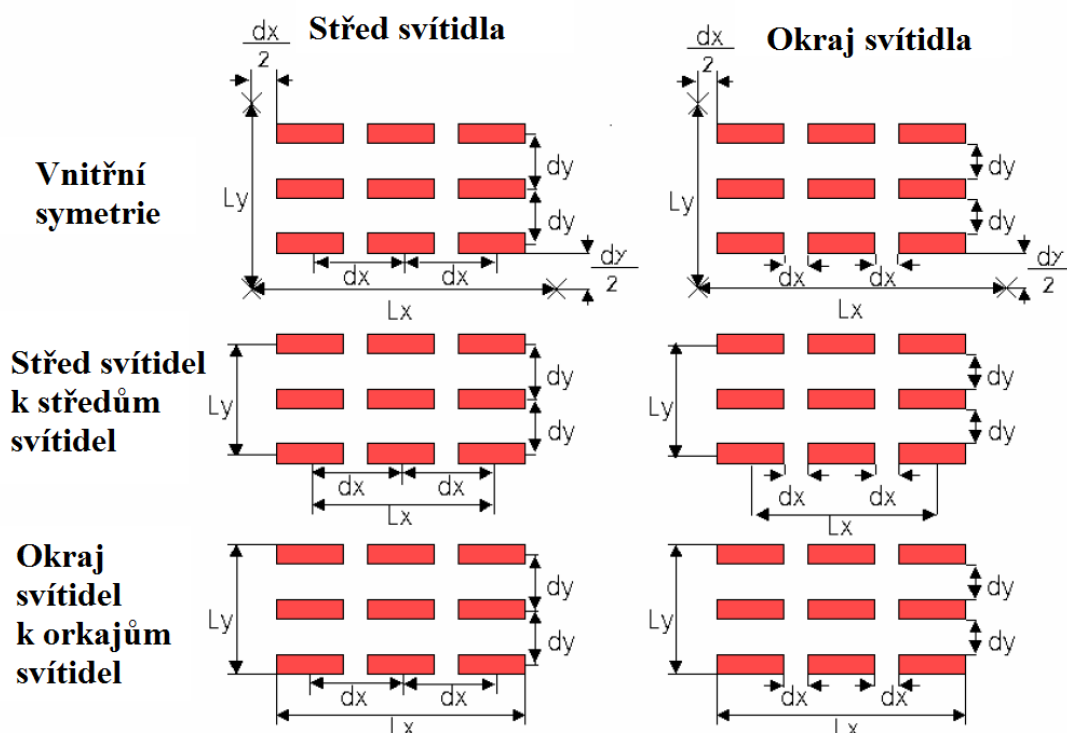 Střed svítidla
Okraj svítidla
dx
2
dx
2
Vnitřní
symetrie
Ly
dy
dy
dx
dx
dy
2
Lx
Ly
dy
dy
dx
dx
dy
2
Lx
Střed svítidel
k středům
svítidel
Ly
dy
dy
dx
dx
Lx
Ly
dy
dy
dx
dx
Lx
Okraj
svítidel
k orkajům
svítidel
Ly
dy
dy
dx
dx
Lx
Ly
dy
dy
dx
dx
Lx